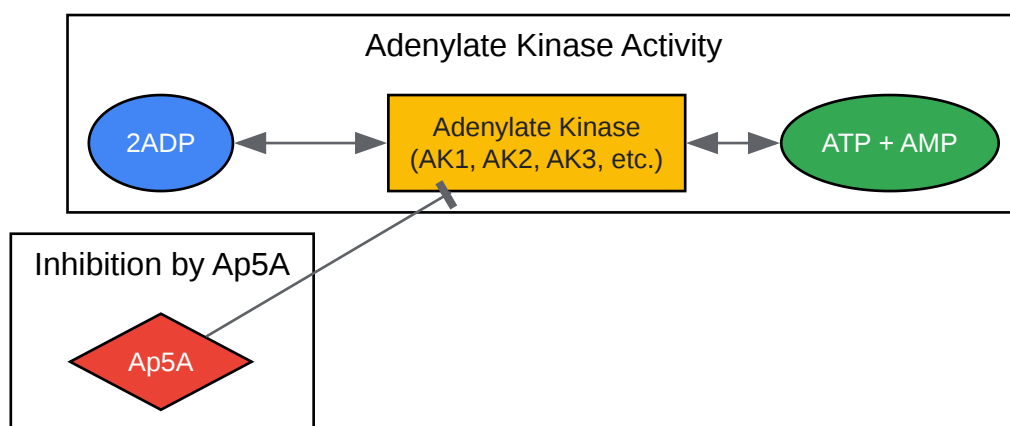 Adenylate Kinase Activity
2ADP
Adenylate Kinase
(AK1, AK2, AK3, etc.)
ATP + AMP
Inhibition by Ap5A
Ap5A